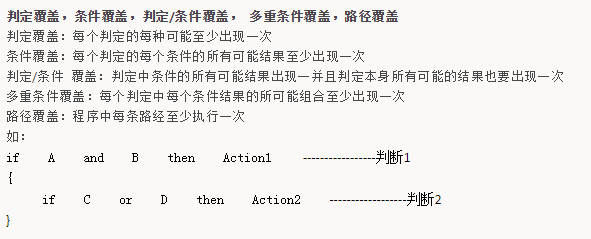 判定覆盖，条件覆盖，判定/条件覆盖， 多重条件覆盖，路径覆盖
判定覆盖：每个判定的每种可能至少出现一次
条件覆盖：每个判定的每个条件的所有可能结果至少出现一次
判定/条件 覆盖：判定中条件的所有可能结果出现一并且判定本身所有可能的结果也要出现一次
多重条件覆盖：每个判定中每个条件结果的所可能组合至少出现一次
路径覆盖：程序中每条路经至少执行一次
如：
if A and B then Action1 -----------------判断1
{
if C or D then Action2 ------------------判断2
}